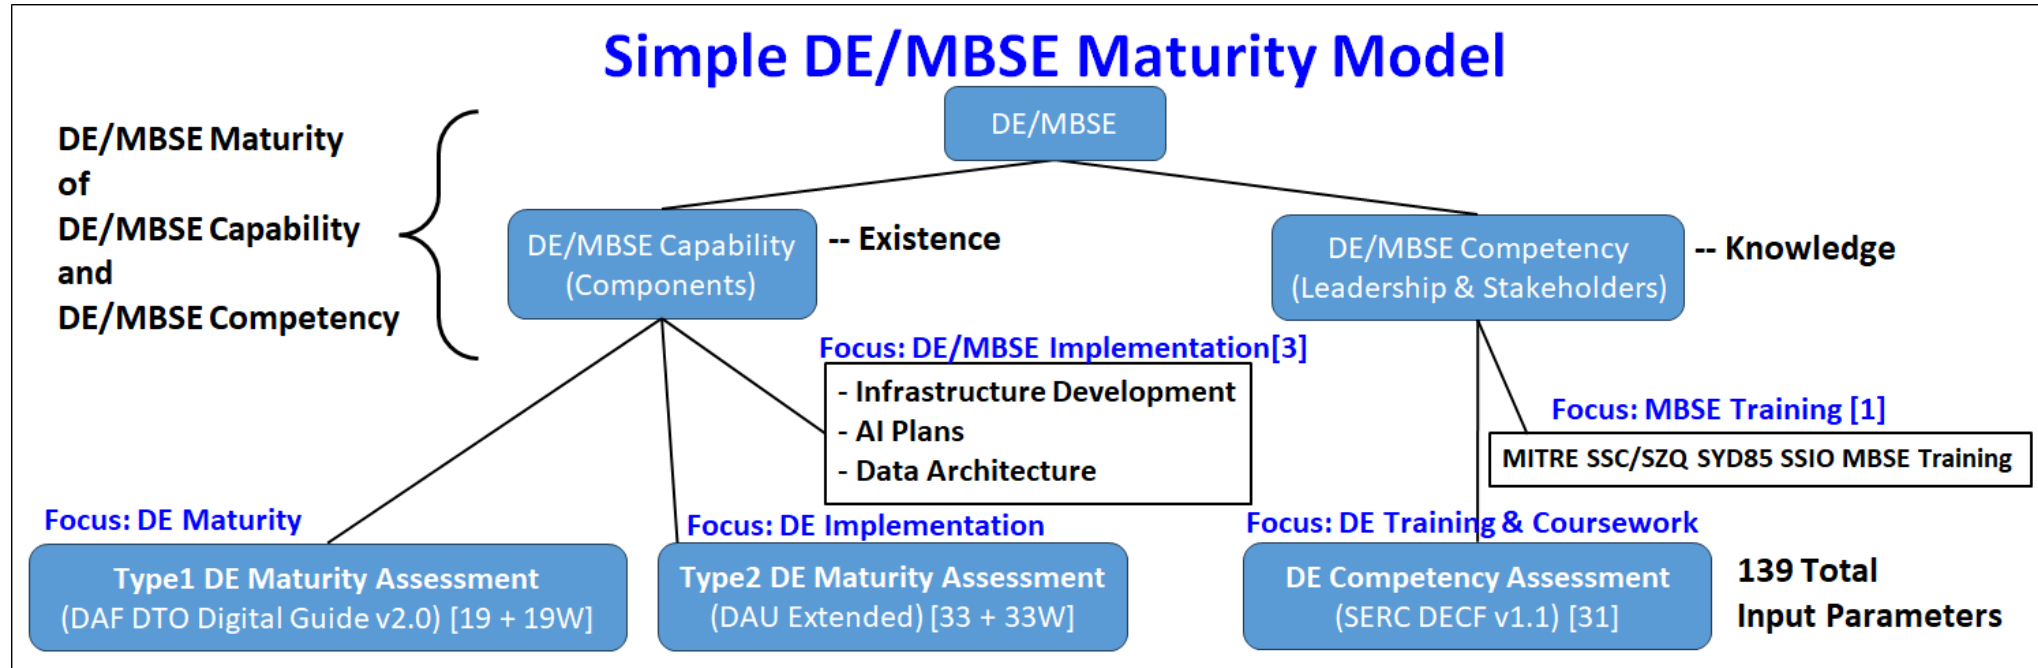 Simple DE/MBSE Maturity Model
DE/MBSE
DE/MBSE Maturity
of
DE/MBSE Capability
and
DE/MBSE Competency
DE/MBSE Capability
(Components)
-- Existence
DE/MBSE Competency
(Leadership & Stakeholders)
-- Knowledge
Focus: DE/MBSE Implementation[3]
- Infrastructure Development
- AI Plans
- Data Architecture
Focus: MBSE Training [1]
MITRE SSC/SZQ SYD85 SSIO MBSE Training
Focus: DE Maturity
Type1 DE Maturity Assessment
(DAF DTO Digital Guide v2.0) [19 + 19W]
Focus: DE Implementation
Type2 DE Maturity Assessment
(DAU Extended) [33 + 33W]
Focus: DE Training & Coursework
DE Competency Assessment
(SERC DECF v1.1) [31]
139 Total
Input Parameters